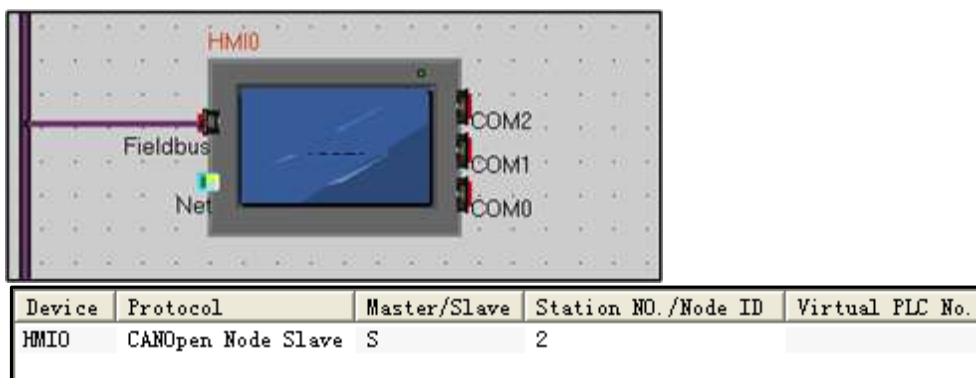 HMI0
COM2
Fieldbus
COM1
Net
COM0
Device Protocol Master/Slave Station NO./Node ID Virtual PLC No.
HMI0 CANOpen Node Slave S 2